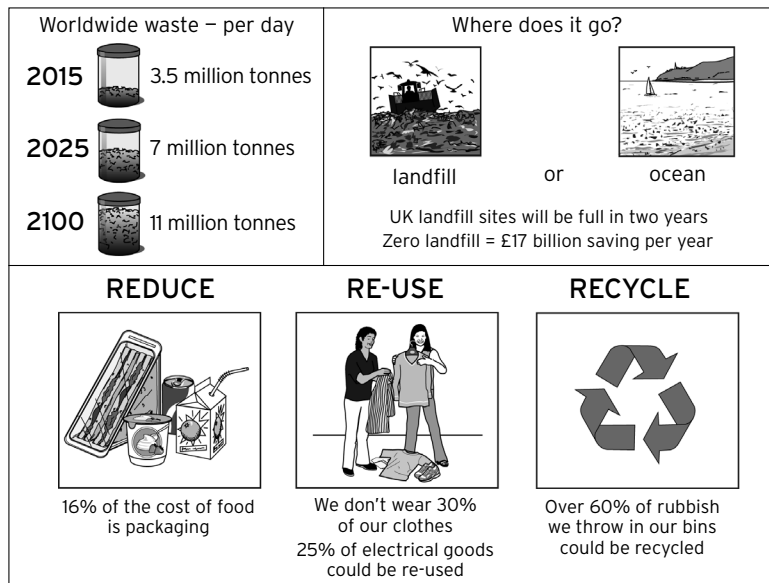 Worldwide waste – per day
2015 3.5 million tonnes
2025 7 million tonnes
2100 11 million tonnes
Where does it go?
landfill or ocean
UK landfill sites will be full in two years
Zero landfill = £17 billion saving per year
REDUCE
16% of the cost of food
is packaging
RE-USE
We don't wear 30%
of our clothes
25% of electrical goods
could be re-used
RECYCLE
Over 60% of rubbish
we throw in our bins
could be recycled